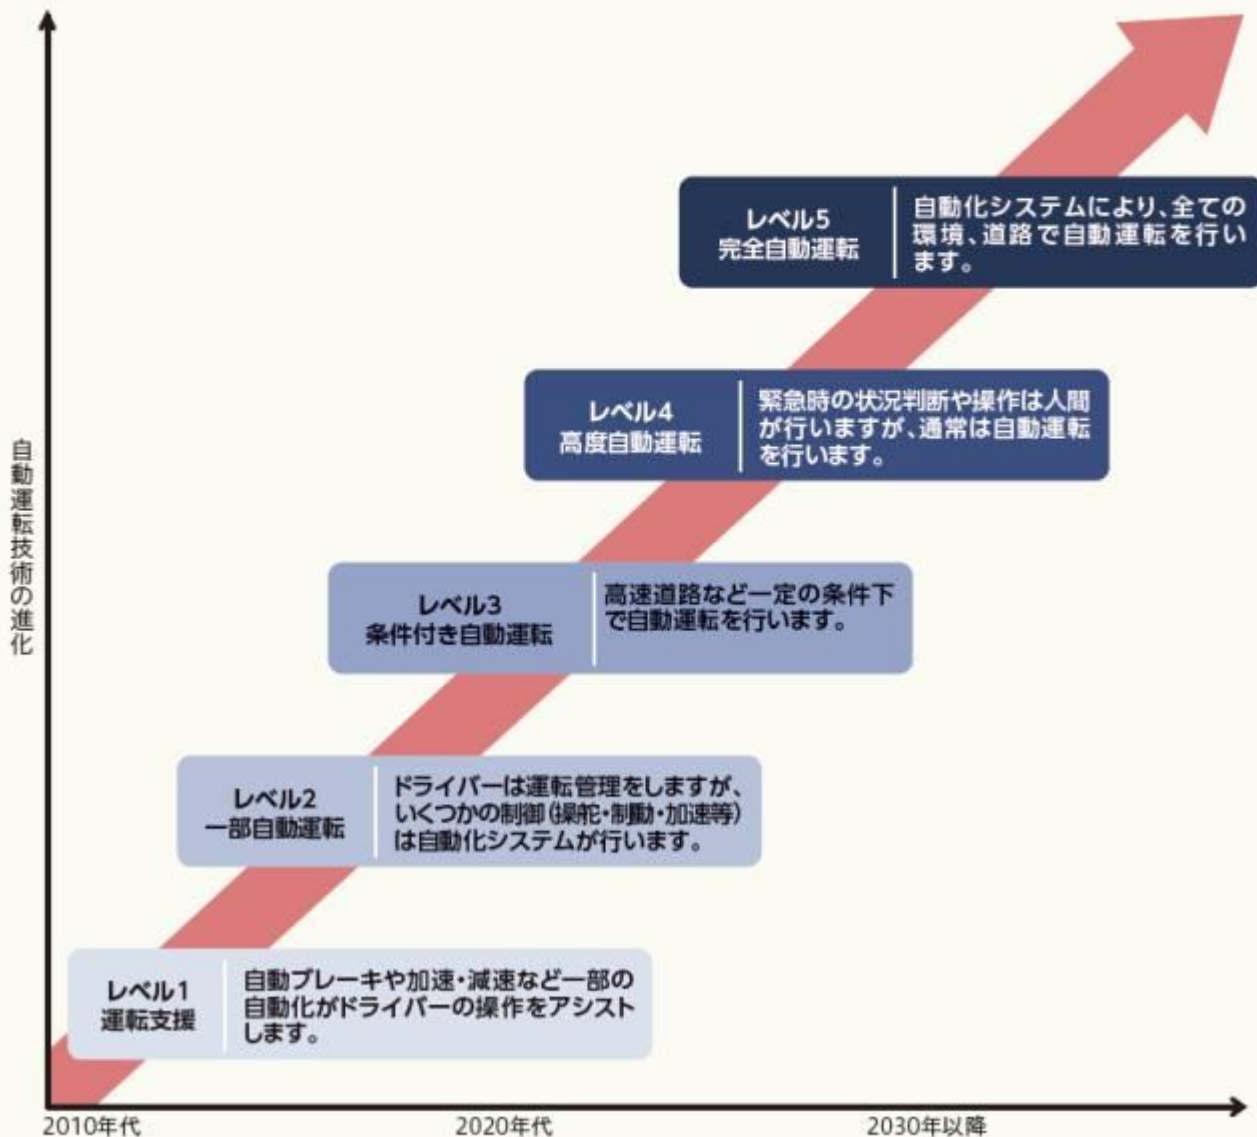 自動運転技術の進化
レベル5
完全自動運転
自動化システムにより、全ての
環境、道路で自動運転を行い
ます。
レベル4
高度自動運転
緊急時の状況判断や操作は人間
が行いますが、通常は自動運転
を行います。
レベル3
条件付き自動運転
高速道路など一定の条件下
で自動運転を行います。
レベル2
一部自動運転
ドライバーは運転管理をしますが、
いくつかの制御(操舵・制動・加速等)
は自動化システムが行います。
レベル1
運転支援
自動ブレーキや加速・減速など一部の
自動化がドライバーの操作をアシスト
します。
2010年代
2020年代
2030年以降